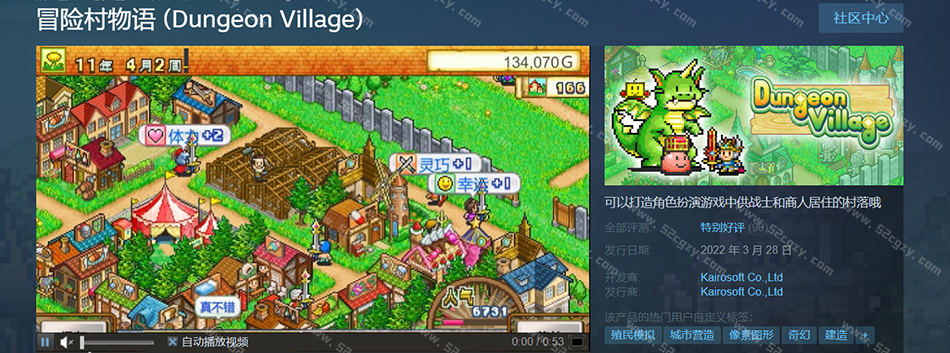 冒险村物语 (Dungeon Village)
社区中心
11年 4月2周
134,070G
166
体力+2
灵巧+1
幸运+1
真不错
人气
6731
自动播放视频
0:00 / 0:53
Dungeon
Village
可以打造角色扮演游戏中供战士和商人居住的村落哦
全部评测：
特别好评 (99)
发行日期：
2022 年 3 月 28 日
开发商：
Kairosoft Co.,Ltd
发行商：
Kairosoft Co.,Ltd
该产品的热门用户自定义标签：
殖民模拟 城市营造 像素图形 奇幻 建造 +
www.52cgzy.com